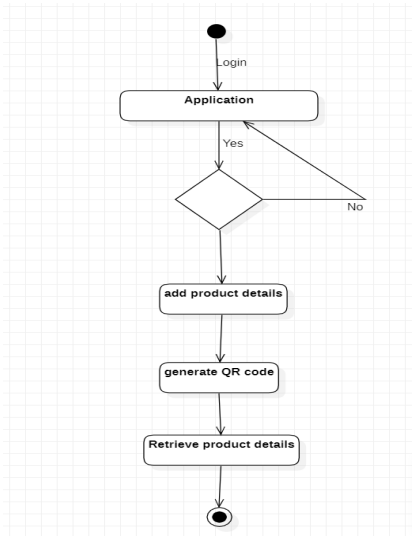 Login
Application
Yes
No
add product details
generate QR code
Retrieve product details